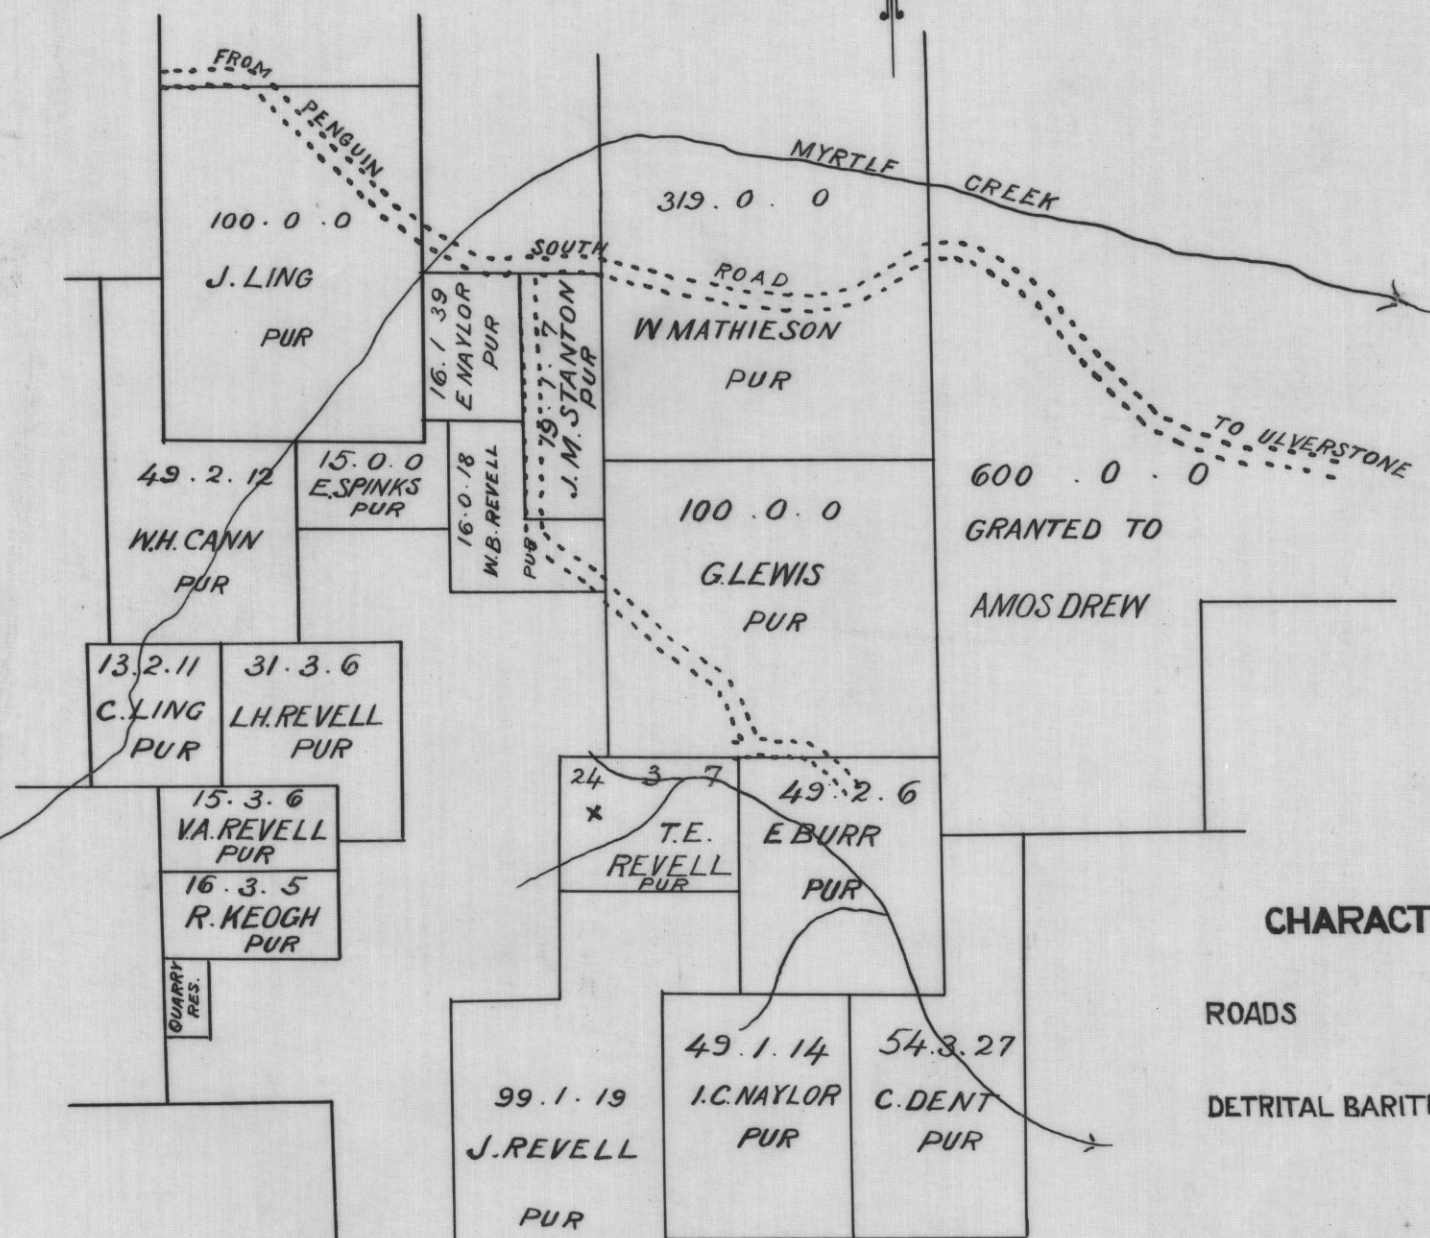 FROM
PENGUIN
SOUTH
ROAD
TO ULVERSTONE
MYRTLE CREEK
100.0.0
J. LING
PUR
319.0.0
W MATHIESON
PUR
16.1.39
E NAYLOR
PUR
19.1.7
J. M. STANTON
PUR
49.2.12
W.H. CANN
PUR
15.0.0
E. SPINKS
PUR
16.0.18
W.B. REVELL
PUR
100.0.0
G. LEWIS
PUR
600.0.0
GRANTED TO
AMOS DREW
13.2.11
C. LING
PUR
31.3.6
L.H. REVELL
PUR
15.3.6
V.A. REVELL
PUR
16.3.5
R. KEOGH
PUR
QUARRY
RES.
24 3 7
x
T.E.
REVELL
PUR
49.2.6
E BURR
PUR
99.1.19
J. REVELL
PUR
49.1.14
I.C. NAYLOR
PUR
54.3.27
C. DENT
PUR
CHARACT
ROADS
DETRITAL BARIT